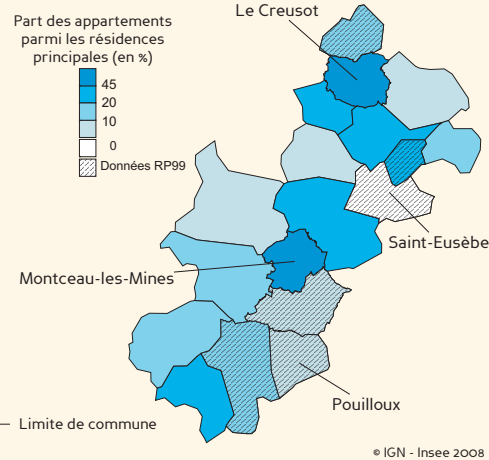 Part des appartements
parmi les résidences
principales (en %)
45
20
10
0
Données RP99
Le Creusot
Saint-Eusèbe
Montceau-les-Mines
Pouilloux
Limite de commune
© IGN - Insee 2008